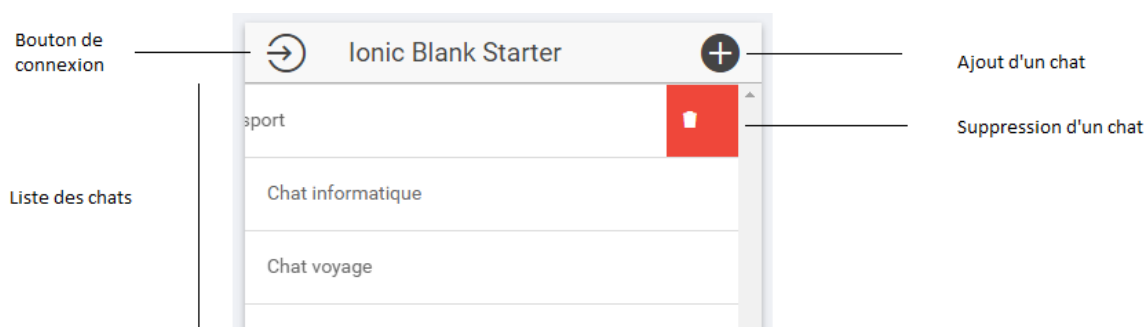 Bouton de
connexion
Ionic Blank Starter
Ajout d'un chat
sport
Suppression d'un chat
Liste des chats
Chat informatique
Chat voyage